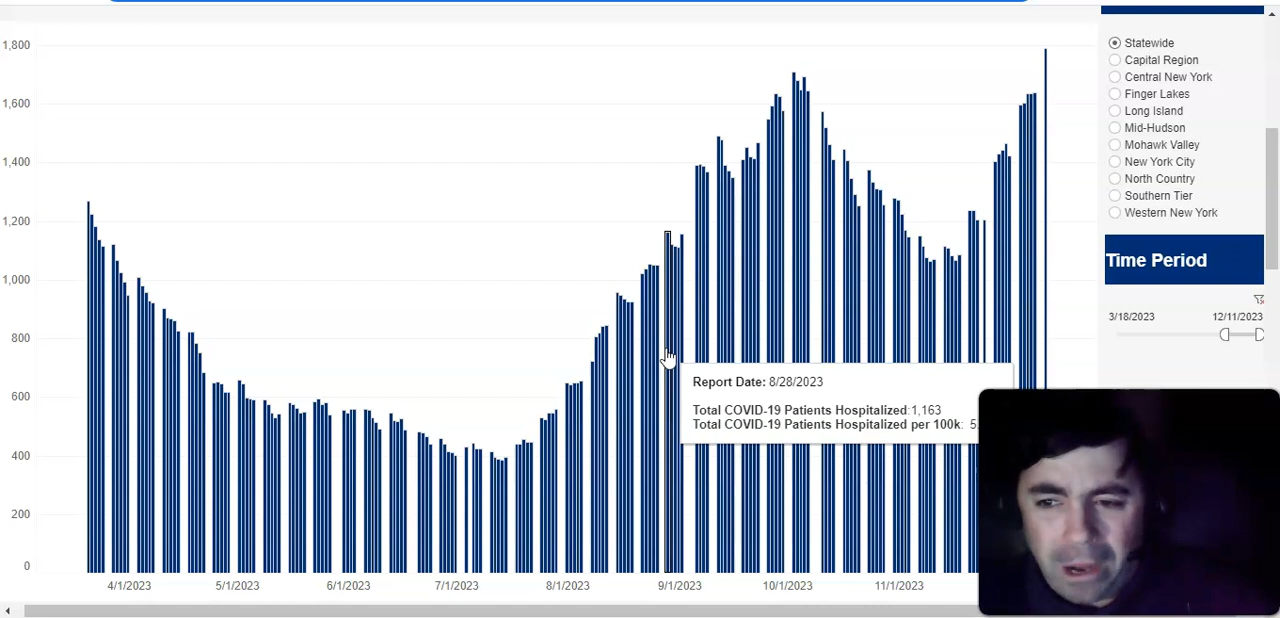 1,800
1,600
1,400
1,200
1,000
800
600
400
200
0
4/1/2023
5/1/2023
6/1/2023
7/1/2023
8/1/2023
9/1/2023
10/1/2023
11/1/2023
Report Date: 8/28/2023
Total COVID-19 Patients Hospitalized:1,163
Total COVID-19 Patients Hospitalized per 100k: 5
Statewide
Capital Region
Central New York
Finger Lakes
Long Island
Mid-Hudson
Mohawk Valley
New York City
North Country
Southern Tier
Western New York
Time Period
3/18/2023 12/11/2023